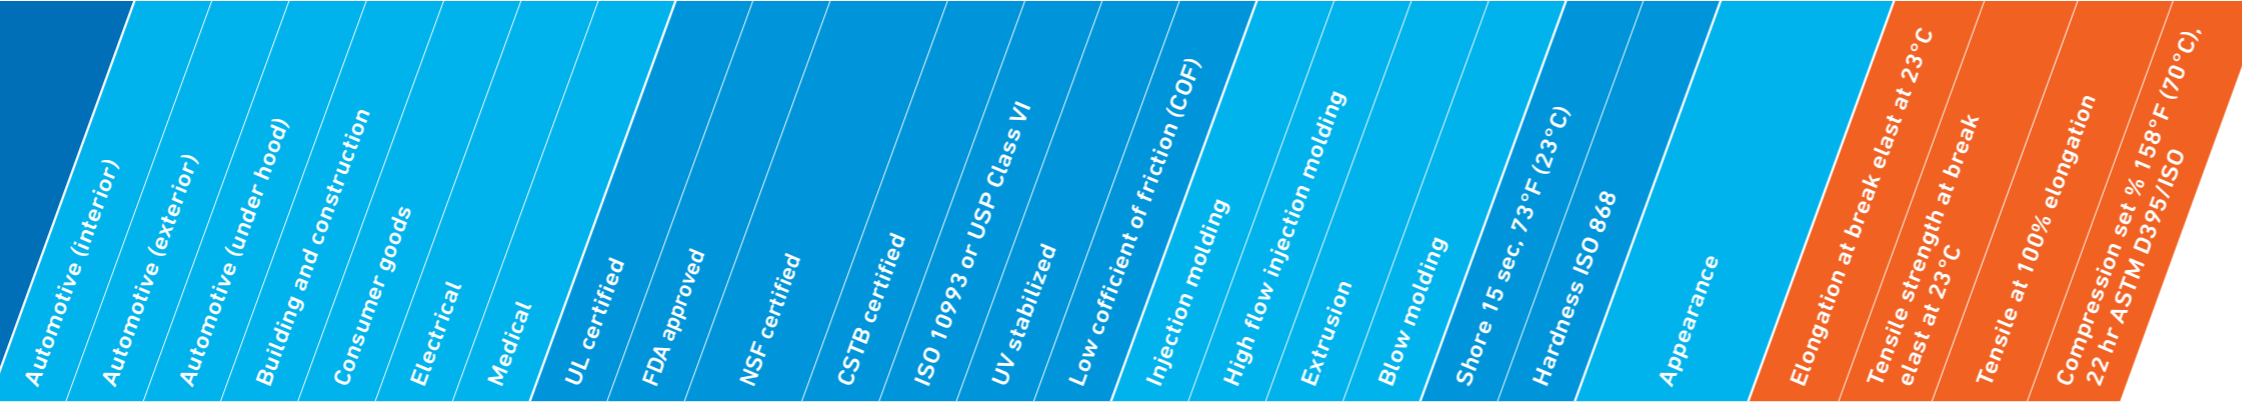 Automotive (interior)
Automotive (exterior)
Automotive (under hood)
Building and construction
Consumer goods
Electrical
Medical
UL certified
FDA approved
NSF certified
CSTB certified
ISO 10993 or USP Class VI
UV stabilized
Low cofficient of friction (COF)
Injection molding
High flow injection molding
Extrusion
Blow molding
Shore 15 sec, 73°F (23°C)
Hardness ISO 868
Appearance
Elongation at break elast at 23°C
Tensile strength at break
elast at 23°C
Tensile at 100% elongation
Compression set % 158°F (70°C),
22 hr ASTM D395/ISO